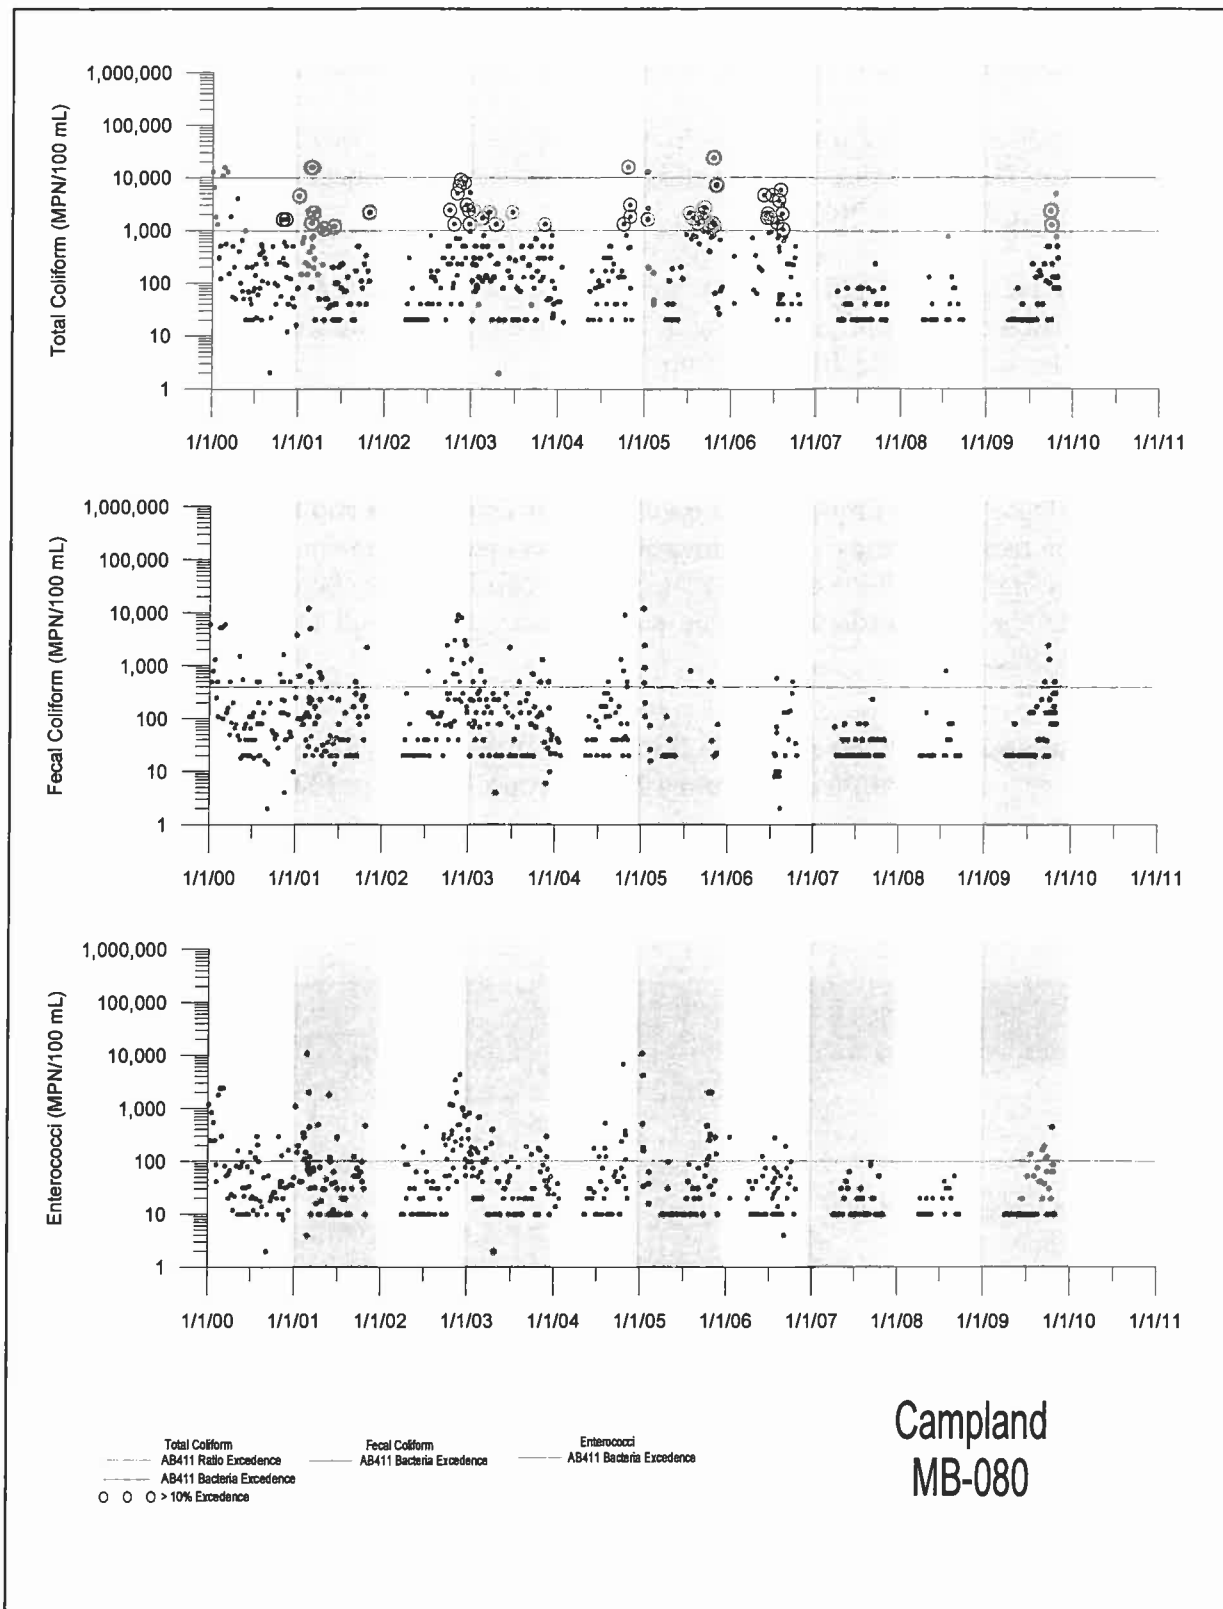 Total Coliform (MPN/100 mL)
1,000,000
100,000
10,000
1,000
100
10
1
1/1/00 1/1/01 1/1/02 1/1/03 1/1/04 1/1/05 1/1/06 1/1/07 1/1/08 1/1/09 1/1/10 1/1/11
Fecal Coliform (MPN/100 mL)
1,000,000
100,000
10,000
1,000
100
10
1
1/1/00 1/1/01 1/1/02 1/1/03 1/1/04 1/1/05 1/1/06 1/1/07 1/1/08 1/1/09 1/1/10 1/1/11
Enterococci (MPN/100 mL)
1,000,000
100,000
10,000
1,000
100
10
1
1/1/00 1/1/01 1/1/02 1/1/03 1/1/04 1/1/05 1/1/06 1/1/07 1/1/08 1/1/09 1/1/10 1/1/11
Total Coliform
AB411 Ratio Excedence
AB411 Bacteria Excedence
> 10% Excedence
Fecal Coliform
AB411 Bacteria Excedence
Enterococci
AB411 Bacteria Excedence
Campland
MB-080